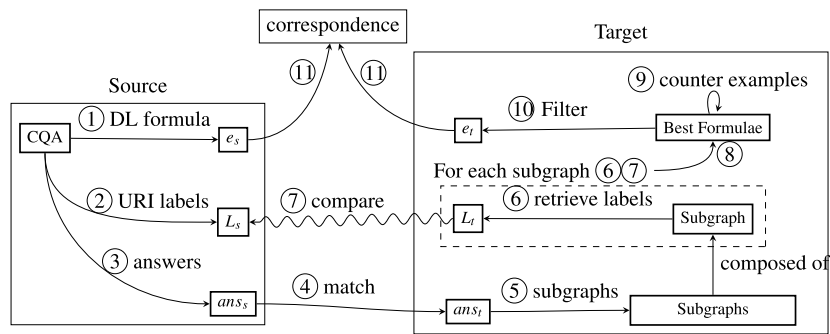 correspondence
Target
Source
⑪ ⑪
⑨ counter examples
CQA
① DL formula
e_s
e_t
⑩ Filter
Best Formulae
⑧
For each subgraph ⑥ ⑦
② URI labels
L_s
⑦ compare
L_t
⑥ retrieve labels
Subgraph
③ answers
composed of
ans_s
④ match
ans_t
⑤ subgraphs
Subgraphs